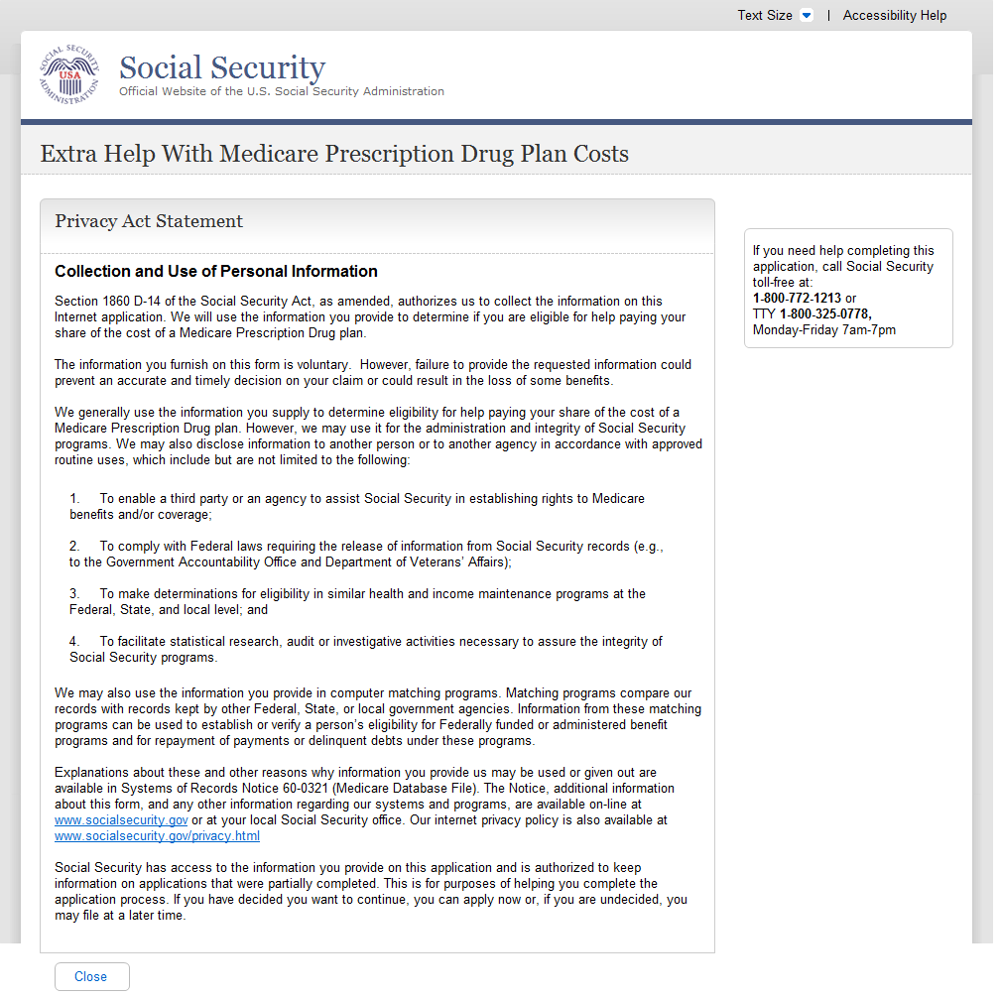 Text Size | Accessibility Help
SOCIAL SECURITY ADMINISTRATION
USA
Social Security
Official Website of the U.S. Social Security Administration
Extra Help With Medicare Prescription Drug Plan Costs
Privacy Act Statement
Collection and Use of Personal Information
Section 1860 D-14 of the Social Security Act, as amended, authorizes us to collect the information on this
Internet application. We will use the information you provide to determine if you are eligible for help paying your
share of the cost of a Medicare Prescription Drug plan.
The information you furnish on this form is voluntary.  However, failure to provide the requested information could
prevent an accurate and timely decision on your claim or could result in the loss of some benefits.
We generally use the information you supply to determine eligibility for help paying your share of the cost of a
Medicare Prescription Drug plan. However, we may use it for the administration and integrity of Social Security
programs. We may also disclose information to another person or to another agency in accordance with approved
routine uses, which include but are not limited to the following:
1. To enable a third party or an agency to assist Social Security in establishing rights to Medicare
benefits and/or coverage;
2. To comply with Federal laws requiring the release of information from Social Security records (e.g.,
to the Government Accountability Office and Department of Veterans’ Affairs);
3. To make determinations for eligibility in similar health and income maintenance programs at the
Federal, State, and local level; and
4. To facilitate statistical research, audit or investigative activities necessary to assure the integrity of
Social Security programs.
We may also use the information you provide in computer matching programs. Matching programs compare our
records with records kept by other Federal, State, or local government agencies. Information from these matching
programs can be used to establish or verify a person’s eligibility for Federally funded or administered benefit
programs and for repayment of payments or delinquent debts under these programs.
Explanations about these and other reasons why information you provide us may be used or given out are
available in Systems of Records Notice 60-0321 (Medicare Database File). The Notice, additional information
about this form, and any other information regarding our systems and programs, are available on-line at
www.socialsecurity.gov or at your local Social Security office. Our internet privacy policy is also available at
www.socialsecurity.gov/privacy.html
Social Security has access to the information you provide on this application and is authorized to keep
information on applications that were partially completed. This is for purposes of helping you complete the
application process. If you have decided you want to continue, you can apply now or, if you are undecided, you
may file at a later time.
Close
If you need help completing this
application, call Social Security
toll-free at:
1-800-772-1213 or
TTY 1-800-325-0778,
Monday-Friday 7am-7pm